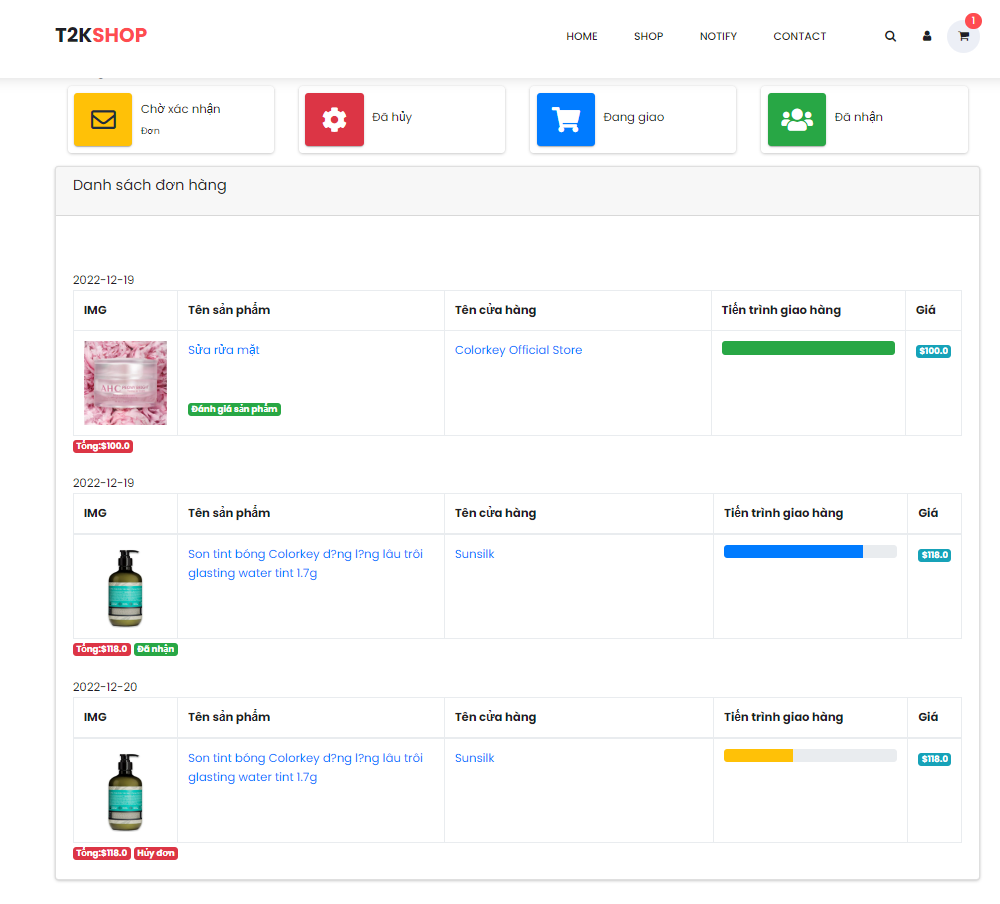 T2KSHOP
HOME SHOP NOTIFY CONTACT
1
Chờ xác nhận
Đơn
Đã hủy
Đang giao
Đã nhận
Danh sách đơn hàng
2022-12-19
IMG Tên sản phẩm Tên cửa hàng Tiến trình giao hàng Giá
Sửa rửa mặt Colorkey Official Store $100.0
AHC
Đánh giá sản phẩm
Tổng:$100.0
2022-12-19
IMG Tên sản phẩm Tên cửa hàng Tiến trình giao hàng Giá
Son tint bóng Colorkey d?ng l?ng lâu trôi Sunsilk $118.0
glasting water tint 1.7g
Tổng:$118.0 Đã nhận
2022-12-20
IMG Tên sản phẩm Tên cửa hàng Tiến trình giao hàng Giá
Son tint bóng Colorkey d?ng l?ng lâu trôi Sunsilk $118.0
glasting water tint 1.7g
Tổng:$118.0 Hủy đơn